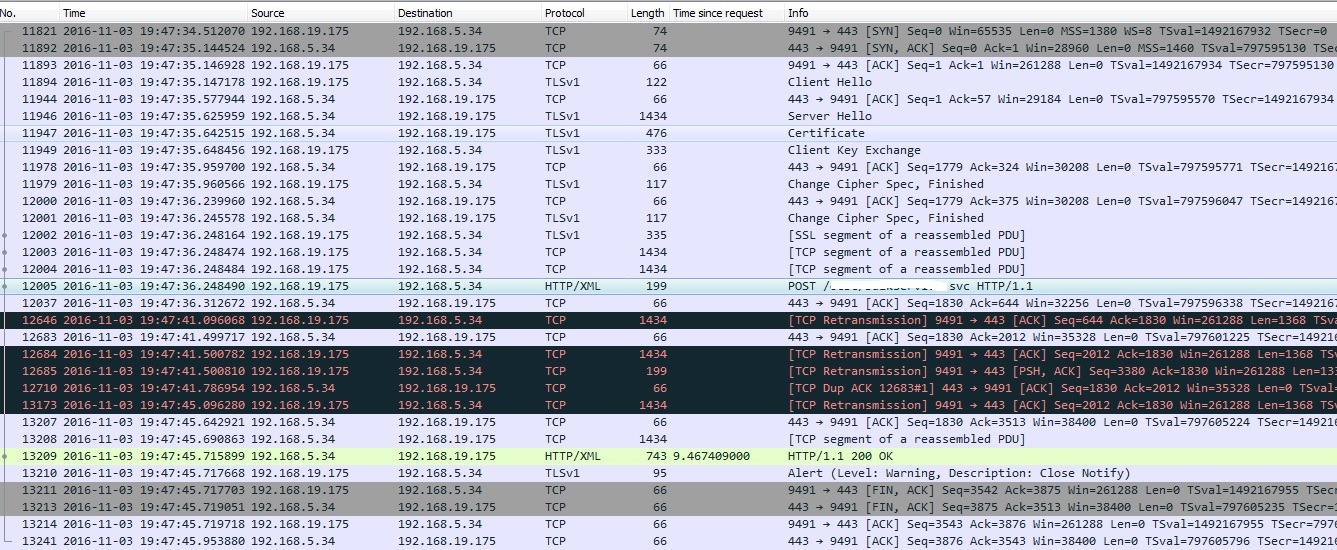 No. Time Source Destination Protocol Length Time since request Info
11821 2016-11-03 19:47:34.512070 192.168.19.175 192.168.5.34 TCP 74 9491 → 443 [SYN] Seq=0 Win=65535 Len=0 MSS=1380 WS=8 TSval=1492167932 TSecr=0
11892 2016-11-03 19:47:35.144524 192.168.5.34 192.168.19.175 TCP 74 443 → 9491 [SYN, ACK] Seq=0 Ack=1 Win=28960 Len=0 MSS=1460 TSval=797595130 TSec
11893 2016-11-03 19:47:35.146928 192.168.19.175 192.168.5.34 TCP 66 9491 → 443 [ACK] Seq=1 Ack=1 Win=261288 Len=0 TSval=1492167934 TSecr=797595130
11894 2016-11-03 19:47:35.147178 192.168.19.175 192.168.5.34 TLSv1 122 Client Hello
11944 2016-11-03 19:47:35.577944 192.168.5.34 192.168.19.175 TCP 66 443 → 9491 [ACK] Seq=1 Ack=57 Win=29184 Len=0 TSval=797595570 TSecr=1492167934
11946 2016-11-03 19:47:35.625959 192.168.5.34 192.168.19.175 TLSv1 1434 Server Hello
11947 2016-11-03 19:47:35.642515 192.168.5.34 192.168.19.175 TLSv1 476 Certificate
11949 2016-11-03 19:47:35.648456 192.168.19.175 192.168.5.34 TLSv1 333 Client Key Exchange
11978 2016-11-03 19:47:35.959700 192.168.5.34 192.168.19.175 TCP 66 443 → 9491 [ACK] Seq=1779 Ack=324 Win=30208 Len=0 TSval=797595771 TSecr=149216
11979 2016-11-03 19:47:35.960566 192.168.19.175 192.168.5.34 TLSv1 117 Change Cipher Spec, Finished
12000 2016-11-03 19:47:36.239960 192.168.5.34 192.168.19.175 TCP 66 443 → 9491 [ACK] Seq=1779 Ack=375 Win=30208 Len=0 TSval=797596047 TSecr=149216
12001 2016-11-03 19:47:36.245578 192.168.5.34 192.168.19.175 TLSv1 117 Change Cipher Spec, Finished
12002 2016-11-03 19:47:36.248164 192.168.19.175 192.168.5.34 TLSv1 335 [SSL segment of a reassembled PDU]
12003 2016-11-03 19:47:36.248474 192.168.19.175 192.168.5.34 TCP 1434 [TCP segment of a reassembled PDU]
12004 2016-11-03 19:47:36.248484 192.168.19.175 192.168.5.34 TCP 1434 [TCP segment of a reassembled PDU]
12005 2016-11-03 19:47:36.248490 192.168.19.175 192.168.5.34 HTTP/XML 199 POST / svc HTTP/1.1
12037 2016-11-03 19:47:36.312672 192.168.5.34 192.168.19.175 TCP 66 443 → 9491 [ACK] Seq=1830 Ack=644 Win=32256 Len=0 TSval=797596338 TSecr=149216
12646 2016-11-03 19:47:41.096068 192.168.19.175 192.168.5.34 TCP 1434 [TCP Retransmission] 9491 → 443 [ACK] Seq=644 Ack=1830 Win=261288 Len=1368 TSv
12683 2016-11-03 19:47:41.499717 192.168.5.34 192.168.19.175 TCP 66 443 → 9491 [ACK] Seq=1830 Ack=2012 Win=35328 Len=0 TSval=797601225 TSecr=14921
12684 2016-11-03 19:47:41.500782 192.168.19.175 192.168.5.34 TCP 1434 [TCP Retransmission] 9491 → 443 [ACK] Seq=2012 Ack=1830 Win=261288 Len=1368 TS
12685 2016-11-03 19:47:41.500810 192.168.19.175 192.168.5.34 TCP 199 [TCP Retransmission] 9491 → 443 [PSH, ACK] Seq=3380 Ack=1830 Win=261288 Len=13
12710 2016-11-03 19:47:41.786954 192.168.5.34 192.168.19.175 TCP 66 [TCP Dup ACK 12683#1] 443 → 9491 [ACK] Seq=1830 Ack=2012 Win=35328 Len=0 TSva
13173 2016-11-03 19:47:45.096280 192.168.19.175 192.168.5.34 TCP 1434 [TCP Retransmission] 9491 → 443 [ACK] Seq=2012 Ack=1830 Win=261288 Len=1368 TS
13207 2016-11-03 19:47:45.642921 192.168.5.34 192.168.19.175 TCP 66 443 → 9491 [ACK] Seq=1830 Ack=3513 Win=38400 Len=0 TSval=797605224 TSecr=14921
13208 2016-11-03 19:47:45.690863 192.168.5.34 192.168.19.175 TCP 1434 [TCP segment of a reassembled PDU]
13209 2016-11-03 19:47:45.715899 192.168.5.34 192.168.19.175 HTTP/XML 743 9.467409000 HTTP/1.1 200 OK
13210 2016-11-03 19:47:45.717668 192.168.19.175 192.168.5.34 TLSv1 95 Alert (Level: Warning, Description: Close Notify)
13211 2016-11-03 19:47:45.717703 192.168.19.175 192.168.5.34 TCP 66 9491 → 443 [FIN, ACK] Seq=3542 Ack=3875 Win=261288 Len=0 TSval=1492167955 TSec
13213 2016-11-03 19:47:45.719051 192.168.5.34 192.168.19.175 TCP 66 443 → 9491 [FIN, ACK] Seq=3875 Ack=3513 Win=38400 Len=0 TSval=797605235 TSecr=
13214 2016-11-03 19:47:45.719718 192.168.19.175 192.168.5.34 TCP 66 9491 → 443 [ACK] Seq=3543 Ack=3876 Win=261288 Len=0 TSval=1492167955 TSecr=797
13241 2016-11-03 19:47:45.953880 192.168.5.34 192.168.19.175 TCP 66 443 → 9491 [ACK] Seq=3876 Ack=3543 Win=38400 Len=0 TSval=797605796 TSecr=14921